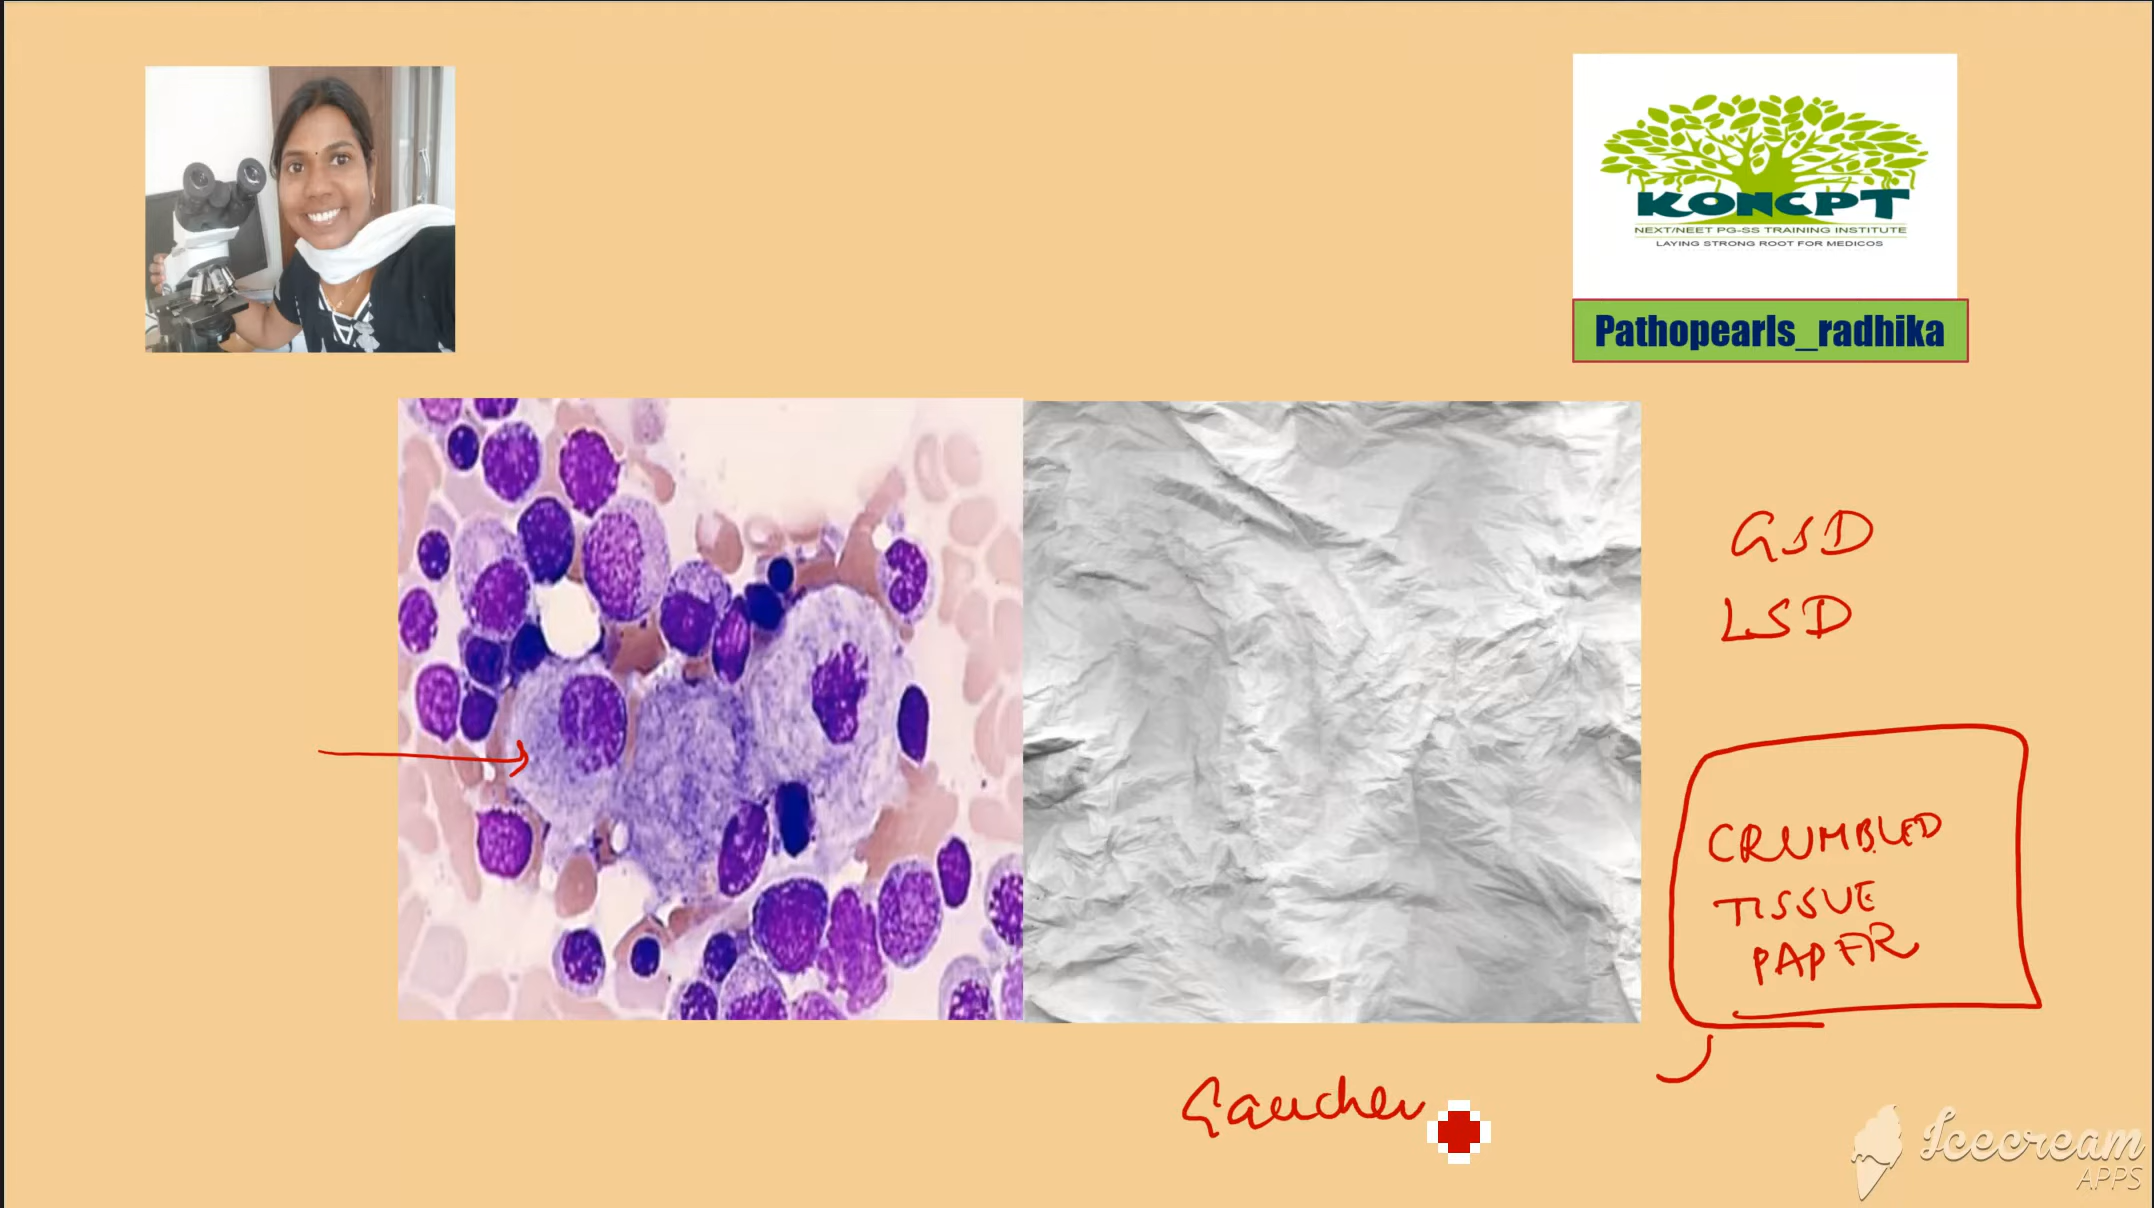 KONCPT
NEXT/NEET PG-SS TRAINING INSTITUTE
LAYING STRONG ROOT FOR MEDICOS
Pathopearls_radhika
GSD
LSD
CRUMBLED
TISSUE
PAPER
Gaucher
Icecream
APPS